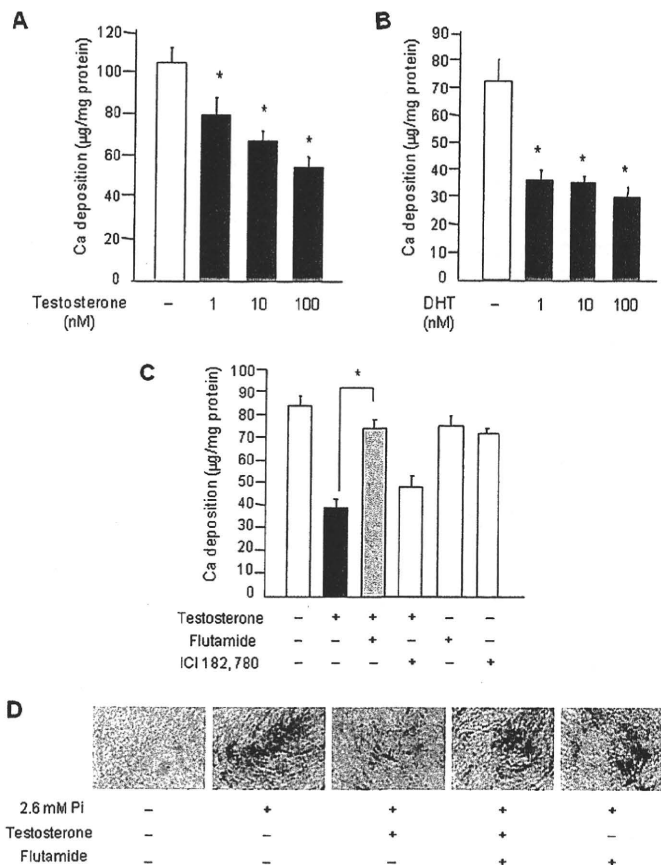 A
Ca deposition (µg/mg protein)
120
100
80
60
40
20
0
*
*
*
Testosterone
(nM)
– 1 10 100
B
Ca deposition (µg/mg protein)
90
80
70
60
50
40
30
20
10
0
*
*
*
DHT
(nM)
– 1 10 100
C
Ca deposition (µg/mg protein)
100
90
80
70
60
50
40
30
20
10
0
*
Testosterone – + + + – –
Flutamide – – + – + –
ICI 182,780 – – – + – +
D
2.6 mM Pi – + + + +
Testosterone – – + + –
Flutamide – – – + +